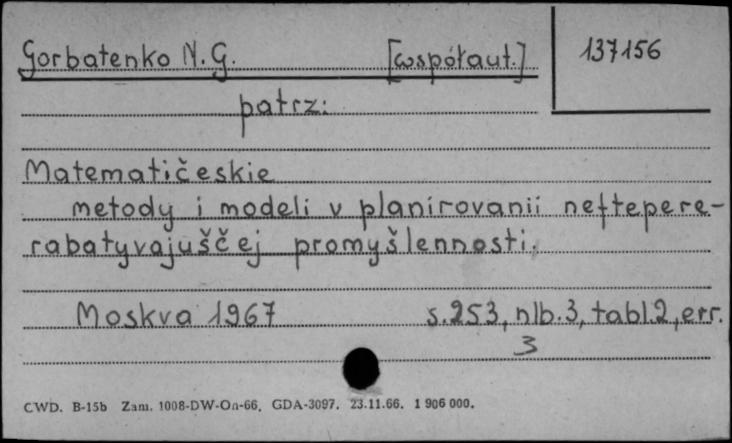 Gorbatenko N.G. [współaut.] 137156
patrz:
Matematičeskie
metody i modeli v planirovanii neftepere-
rabatyvajuščej promyšlennosti.
Moskva 1967 s.253, nlb.3, tabl.2, err.
3
CWD. B-15b Zam. 1008-DW-On-66. GDA-3097. 23.11.66. 1 906 000.